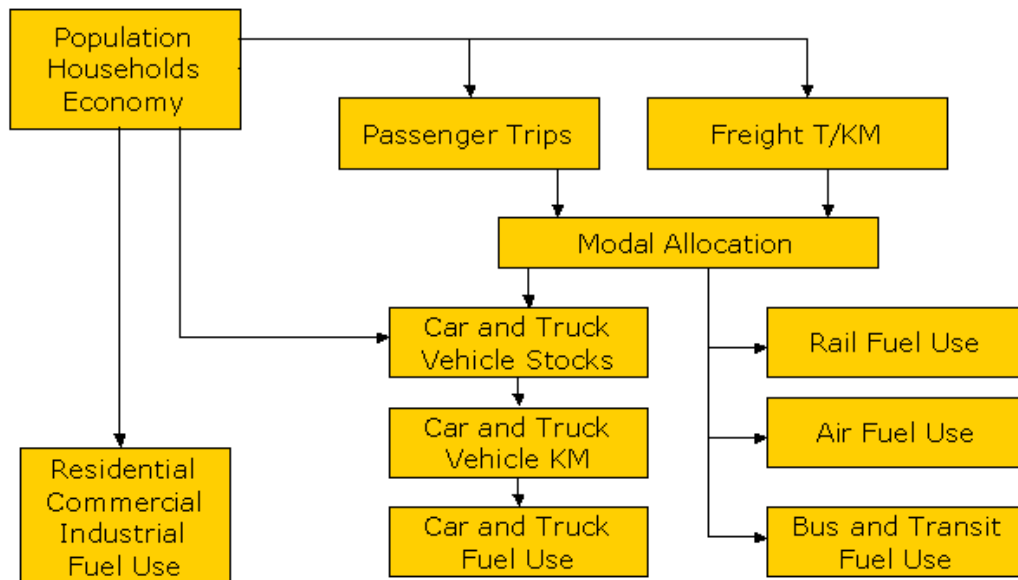 Population
Households
Economy
Passenger Trips
Freight T/KM
Modal Allocation
Car and Truck
Vehicle Stocks
Rail Fuel Use
Car and Truck
Vehicle KM
Air Fuel Use
Residential
Commercial
Industrial
Fuel Use
Car and Truck
Fuel Use
Bus and Transit
Fuel Use